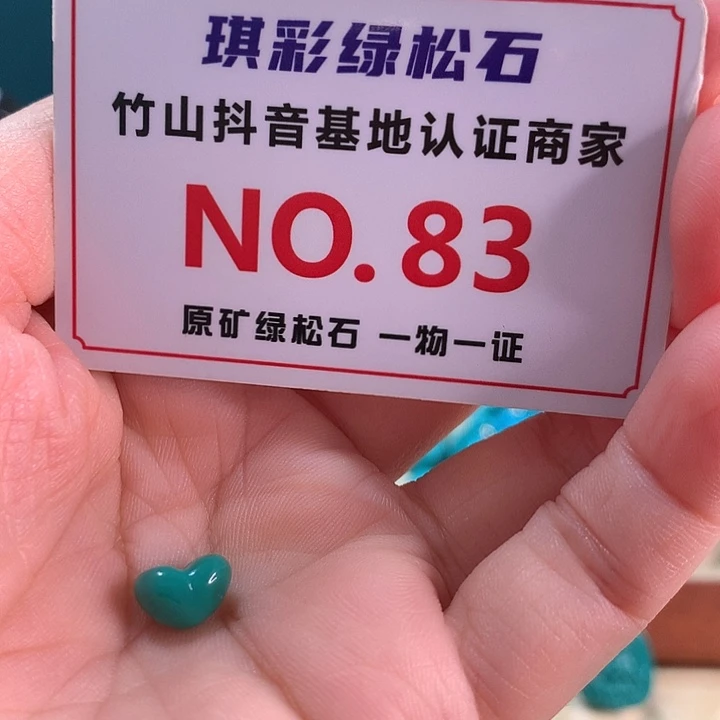 琪彩绿松石
竹山抖音基地认证商家
NO.83
原矿绿松石 一物一证